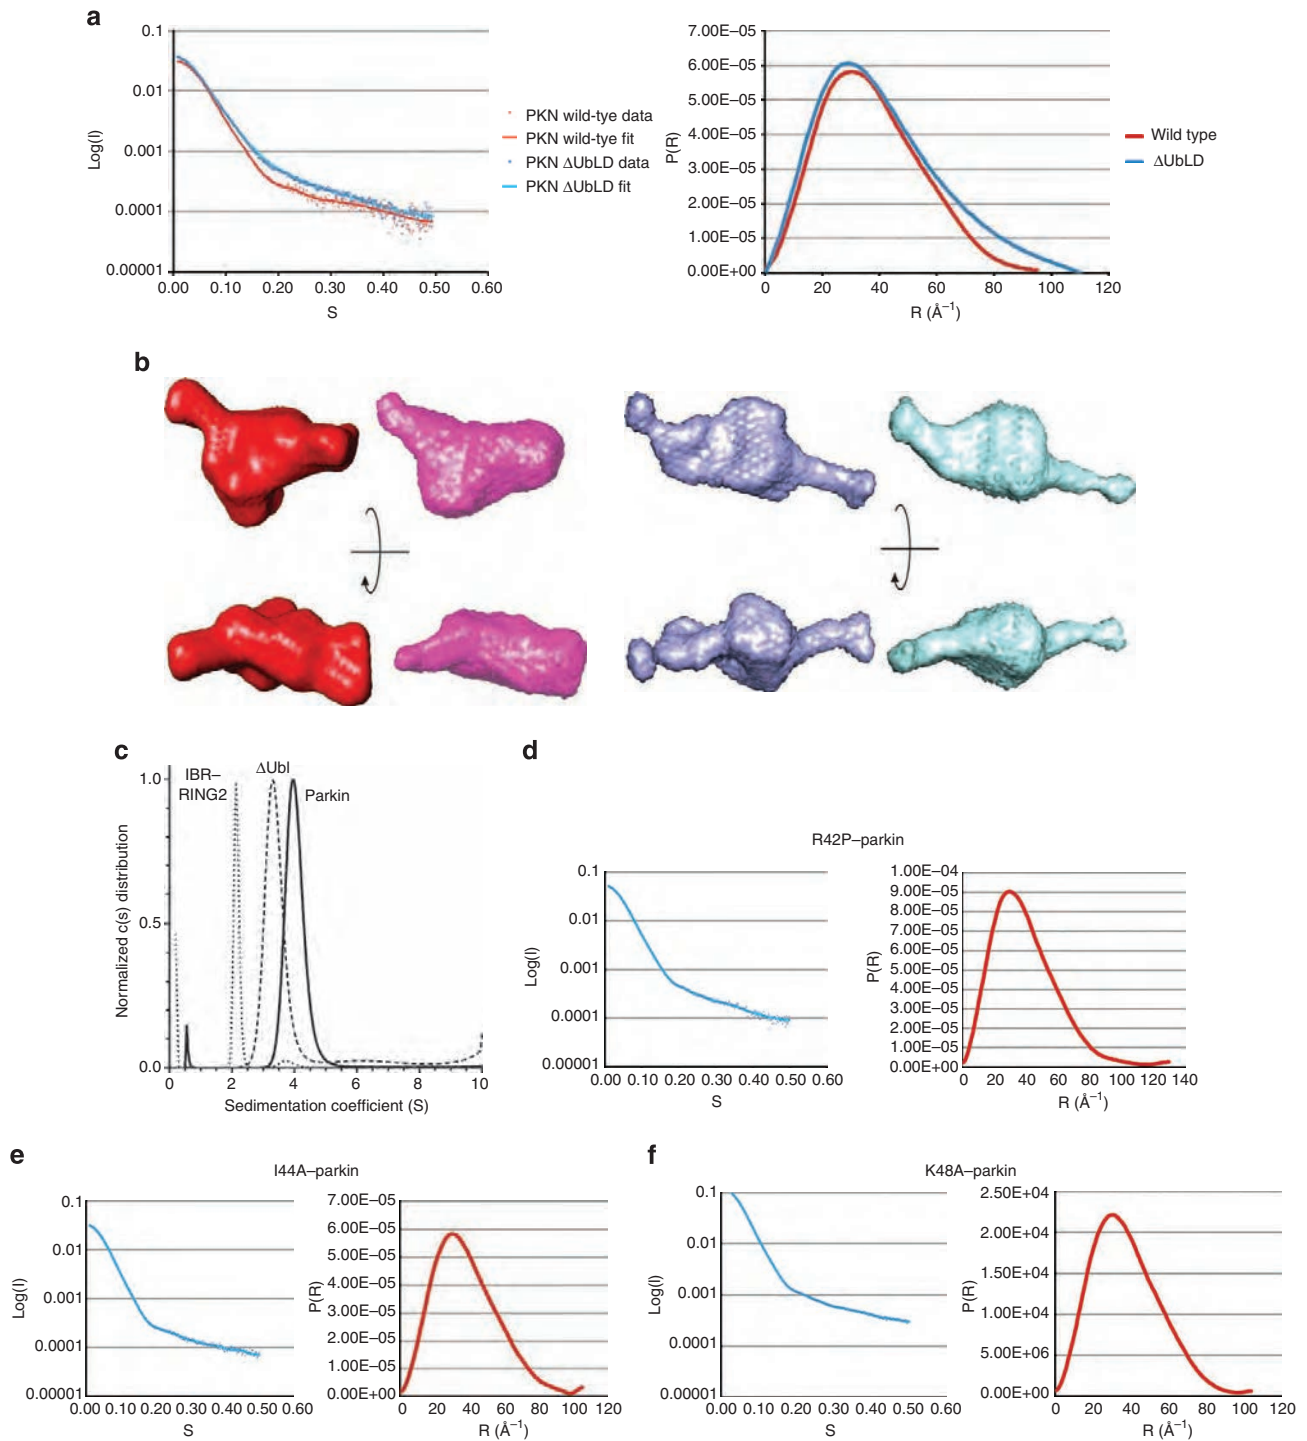 a
0.1
0.01
0.001
0.0001
0.00001
0.00 0.10 0.20 0.30 0.40 0.50 0.60
Log(I)
S
PKN wild-tye data
PKN wild-tye fit
PKN ΔUbLD data
PKN ΔUbLD fit
7.00E–05
6.00E–05
5.00E–05
4.00E–05
3.00E–05
2.00E–05
1.00E–05
0.00E+00
0 20 40 60 80 100 120
P(R)
R (Å⁻¹)
Wild type
ΔUbLD
b
c
IBR–
RING2
ΔUbl
Parkin
1.0
0.5
0.0
0 2 4 6 8 10
Normalized c(s) distribution
Sedimentation coefficient (S)
d
R42P–parkin
0.1
0.01
0.001
0.0001
0.00001
0.00 0.10 0.20 0.30 0.40 0.50 0.60
Log(I)
S
1.00E–04
9.00E–05
8.00E–05
7.00E–05
6.00E–05
5.00E–05
4.00E–05
3.00E–05
2.00E–05
1.00E–05
0.00E+00
0 20 40 60 80 100 120 140
P(R)
R (Å⁻¹)
e
I44A–parkin
0.1
0.01
0.001
0.0001
0.00001
0.00 0.10 0.20 0.30 0.40 0.50 0.60
Log(I)
S
7.00E–05
6.00E–05
5.00E–05
4.00E–05
3.00E–05
2.00E–05
1.00E–05
0.00E+00
0 20 40 60 80 100 120
P(R)
R (Å⁻¹)
f
K48A–parkin
0.1
0.01
0.001
0.0001
0.00001
0.00 0.10 0.20 0.30 0.40 0.50 0.60
Log(I)
S
2.50E+04
2.00E+04
1.50E+04
1.00E+04
5.00E+06
0.00E+00
0 20 40 60 80 100 120
P(R)
R (Å⁻¹)